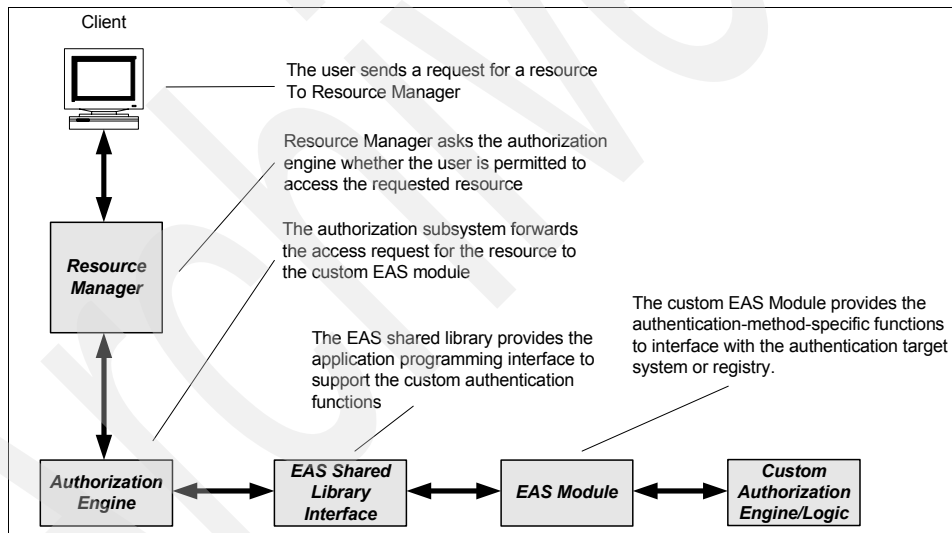 Client
The user sends a request for a resource
To Resource Manager
Resource Manager asks the authorization
engine whether the user is permitted to
access the requested resource
The authorization subsystem forwards
the access request for the resource to
the custom EAS module
Resource
Manager
The custom EAS Module provides the
authentication-method-specific functions
to interface with the authentication target
system or registry.
The EAS shared library provides the
application programming interface to
support the custom authentication
functions
Authorization
Engine
EAS Shared
Library
Interface
EAS Module
Custom
Authorization
Engine/Logic